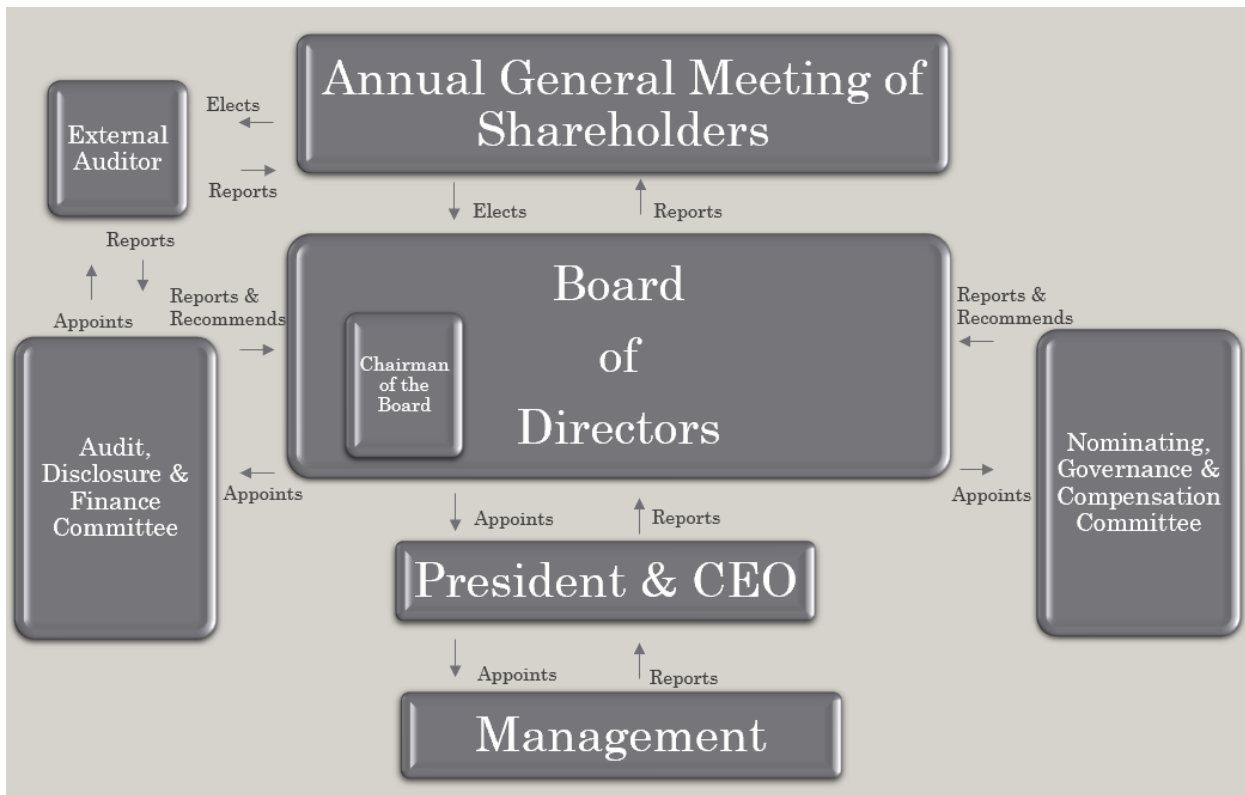 Annual General Meeting of
Shareholders
External
Auditor
Elects
Reports
Elects
Reports
Reports
Appoints
Reports &
Recommends
Board
of
Directors
Chairman
of the
Board
Reports &
Recommends
Audit,
Disclosure &
Finance
Committee
Appoints
Nominating,
Governance &
Compensation
Committee
Appoints
Appoints
Reports
President & CEO
Appoints
Reports
Management